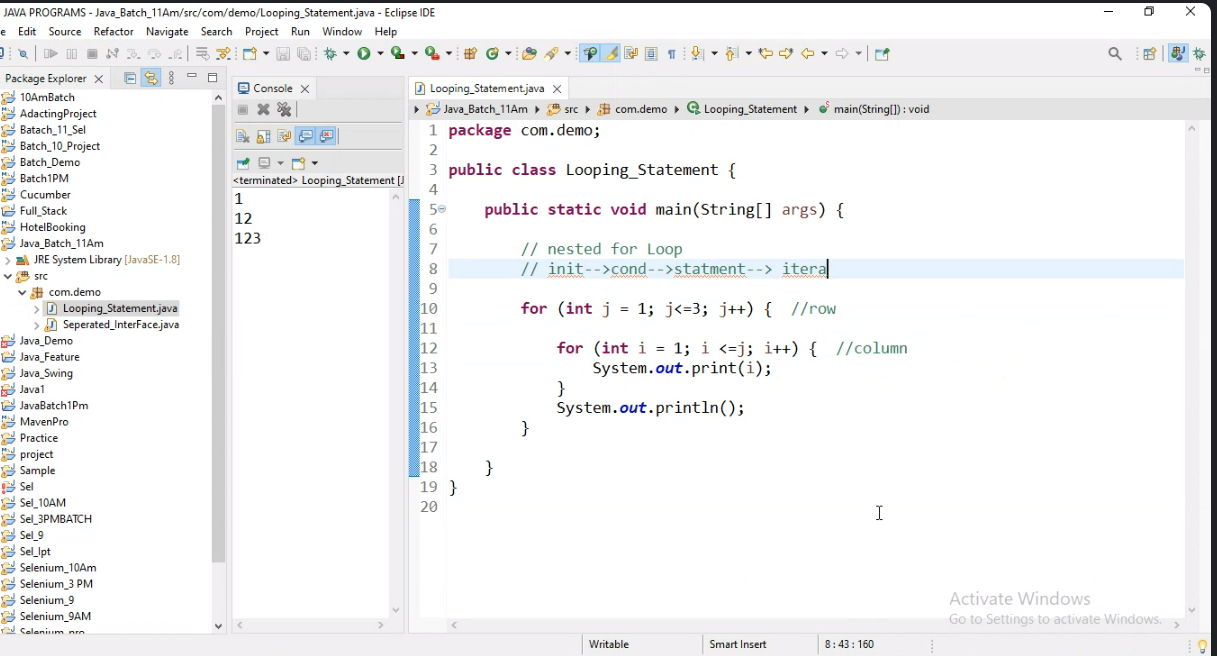 JAVA PROGRAMS - Java_Batch_11Am/src/com/demo/Looping_Statement.java - Eclipse IDE
Edit Source Refactor Navigate Search Project Run Window Help
Package Explorer
10AmBatch
AdactingProject
Batach_11_Sel
Batch_10_Project
Batch_Demo
Batch1PM
Cucumber
Full_Stack
HotelBooking
Java_Batch_11Am
JRE System Library [JavaSE-1.8]
src
com.demo
Looping_Statement.java
Seperated_InterFace.java
Java_Demo
Java_Feature
Java_Swing
Java1
JavaBatch1Pm
MavenPro
Practice
project
Sample
Sel
Sel_10AM
Sel_3PMBATCH
Sel_9
Sel_Ipt
Selenium_10Am
Selenium_3 PM
Selenium_9
Selenium_9AM
Selenium_pro
Console
<terminated> Looping_Statement [J
1
12
123
Looping_Statement.java
Java_Batch_11Am src com.demo Looping_Statement main(String[]) : void
1 package com.demo;
2
3 public class Looping_Statement {
4
5 public static void main(String[] args) {
6
7 // nested for Loop
8 // init-->cond-->statment--> itera
9
10 for (int j = 1; j<=3; j++) { //row
11
12 for (int i = 1; i <=j; i++) { //column
13 System.out.print(i);
14 }
15 System.out.println();
16 }
17
18 }
19 }
20
Activate Windows
Go to Settings to activate Windows.
Writable Smart Insert 8 : 43 : 160